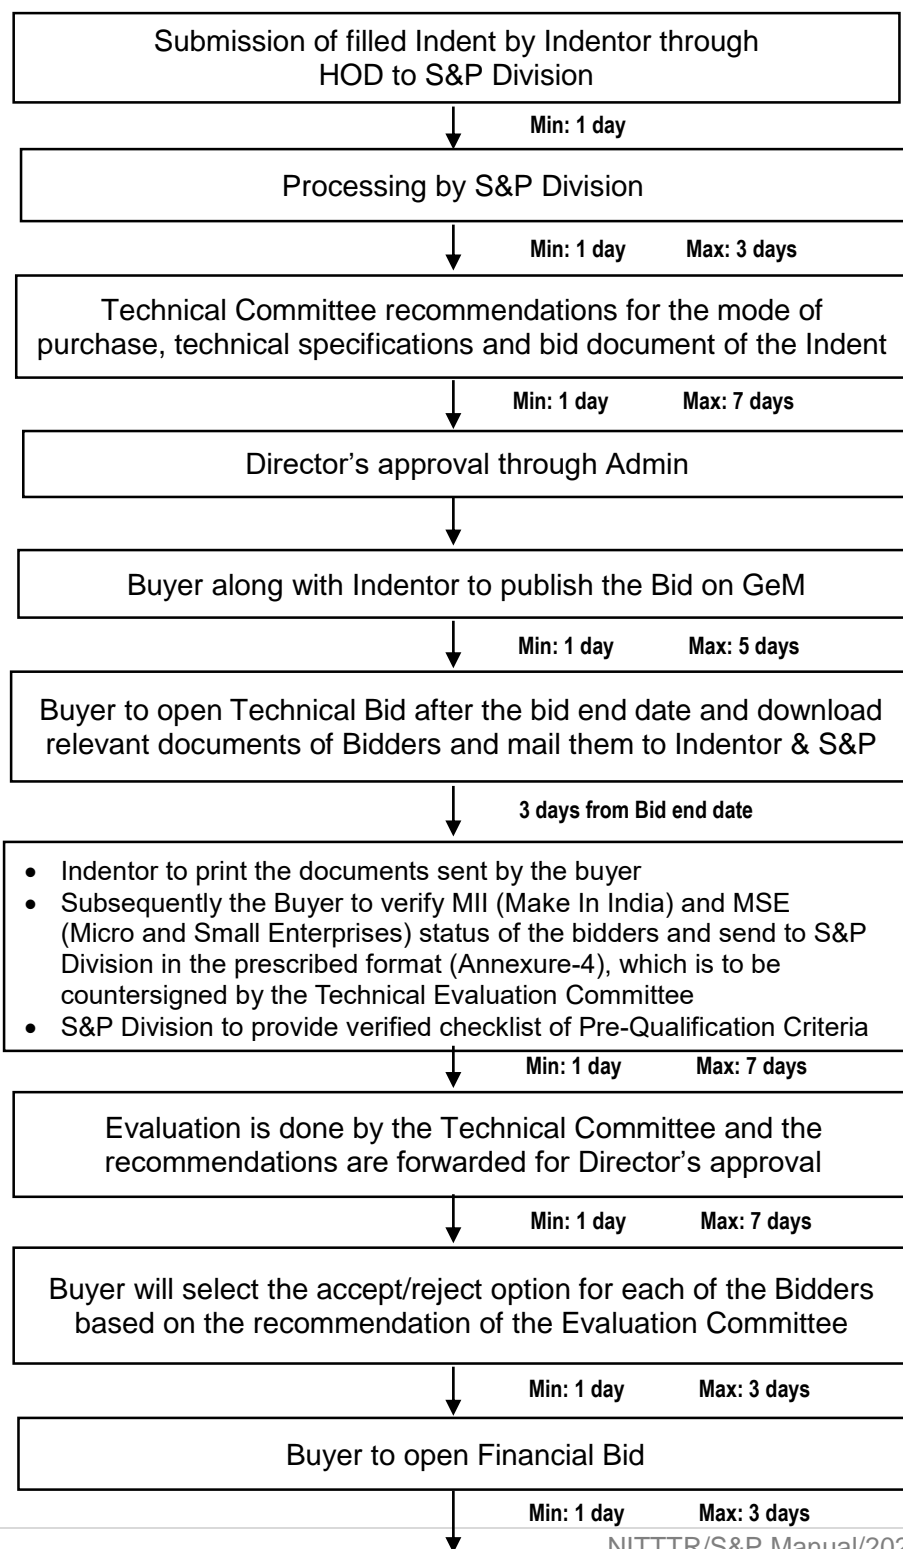 Submission of filled Indent by Indentor through
HOD to S&P Division
Min: 1 day
Processing by S&P Division
Min: 1 day Max: 3 days
Technical Committee recommendations for the mode of
purchase, technical specifications and bid document of the Indent
Min: 1 day Max: 7 days
Director’s approval through Admin
Buyer along with Indentor to publish the Bid on GeM
Min: 1 day Max: 5 days
Buyer to open Technical Bid after the bid end date and download
relevant documents of Bidders and mail them to Indentor & S&P
3 days from Bid end date
• Indentor to print the documents sent by the buyer
• Subsequently the Buyer to verify MII (Make In India) and MSE
(Micro and Small Enterprises) status of the bidders and send to S&P
Division in the prescribed format (Annexure-4), which is to be
countersigned by the Technical Evaluation Committee
• S&P Division to provide verified checklist of Pre-Qualification Criteria
Min: 1 day Max: 7 days
Evaluation is done by the Technical Committee and the
recommendations are forwarded for Director’s approval
Min: 1 day Max: 7 days
Buyer will select the accept/reject option for each of the Bidders
based on the recommendation of the Evaluation Committee
Min: 1 day Max: 3 days
Buyer to open Financial Bid
Min: 1 day Max: 3 days
NITTTR/S&P Manual/202